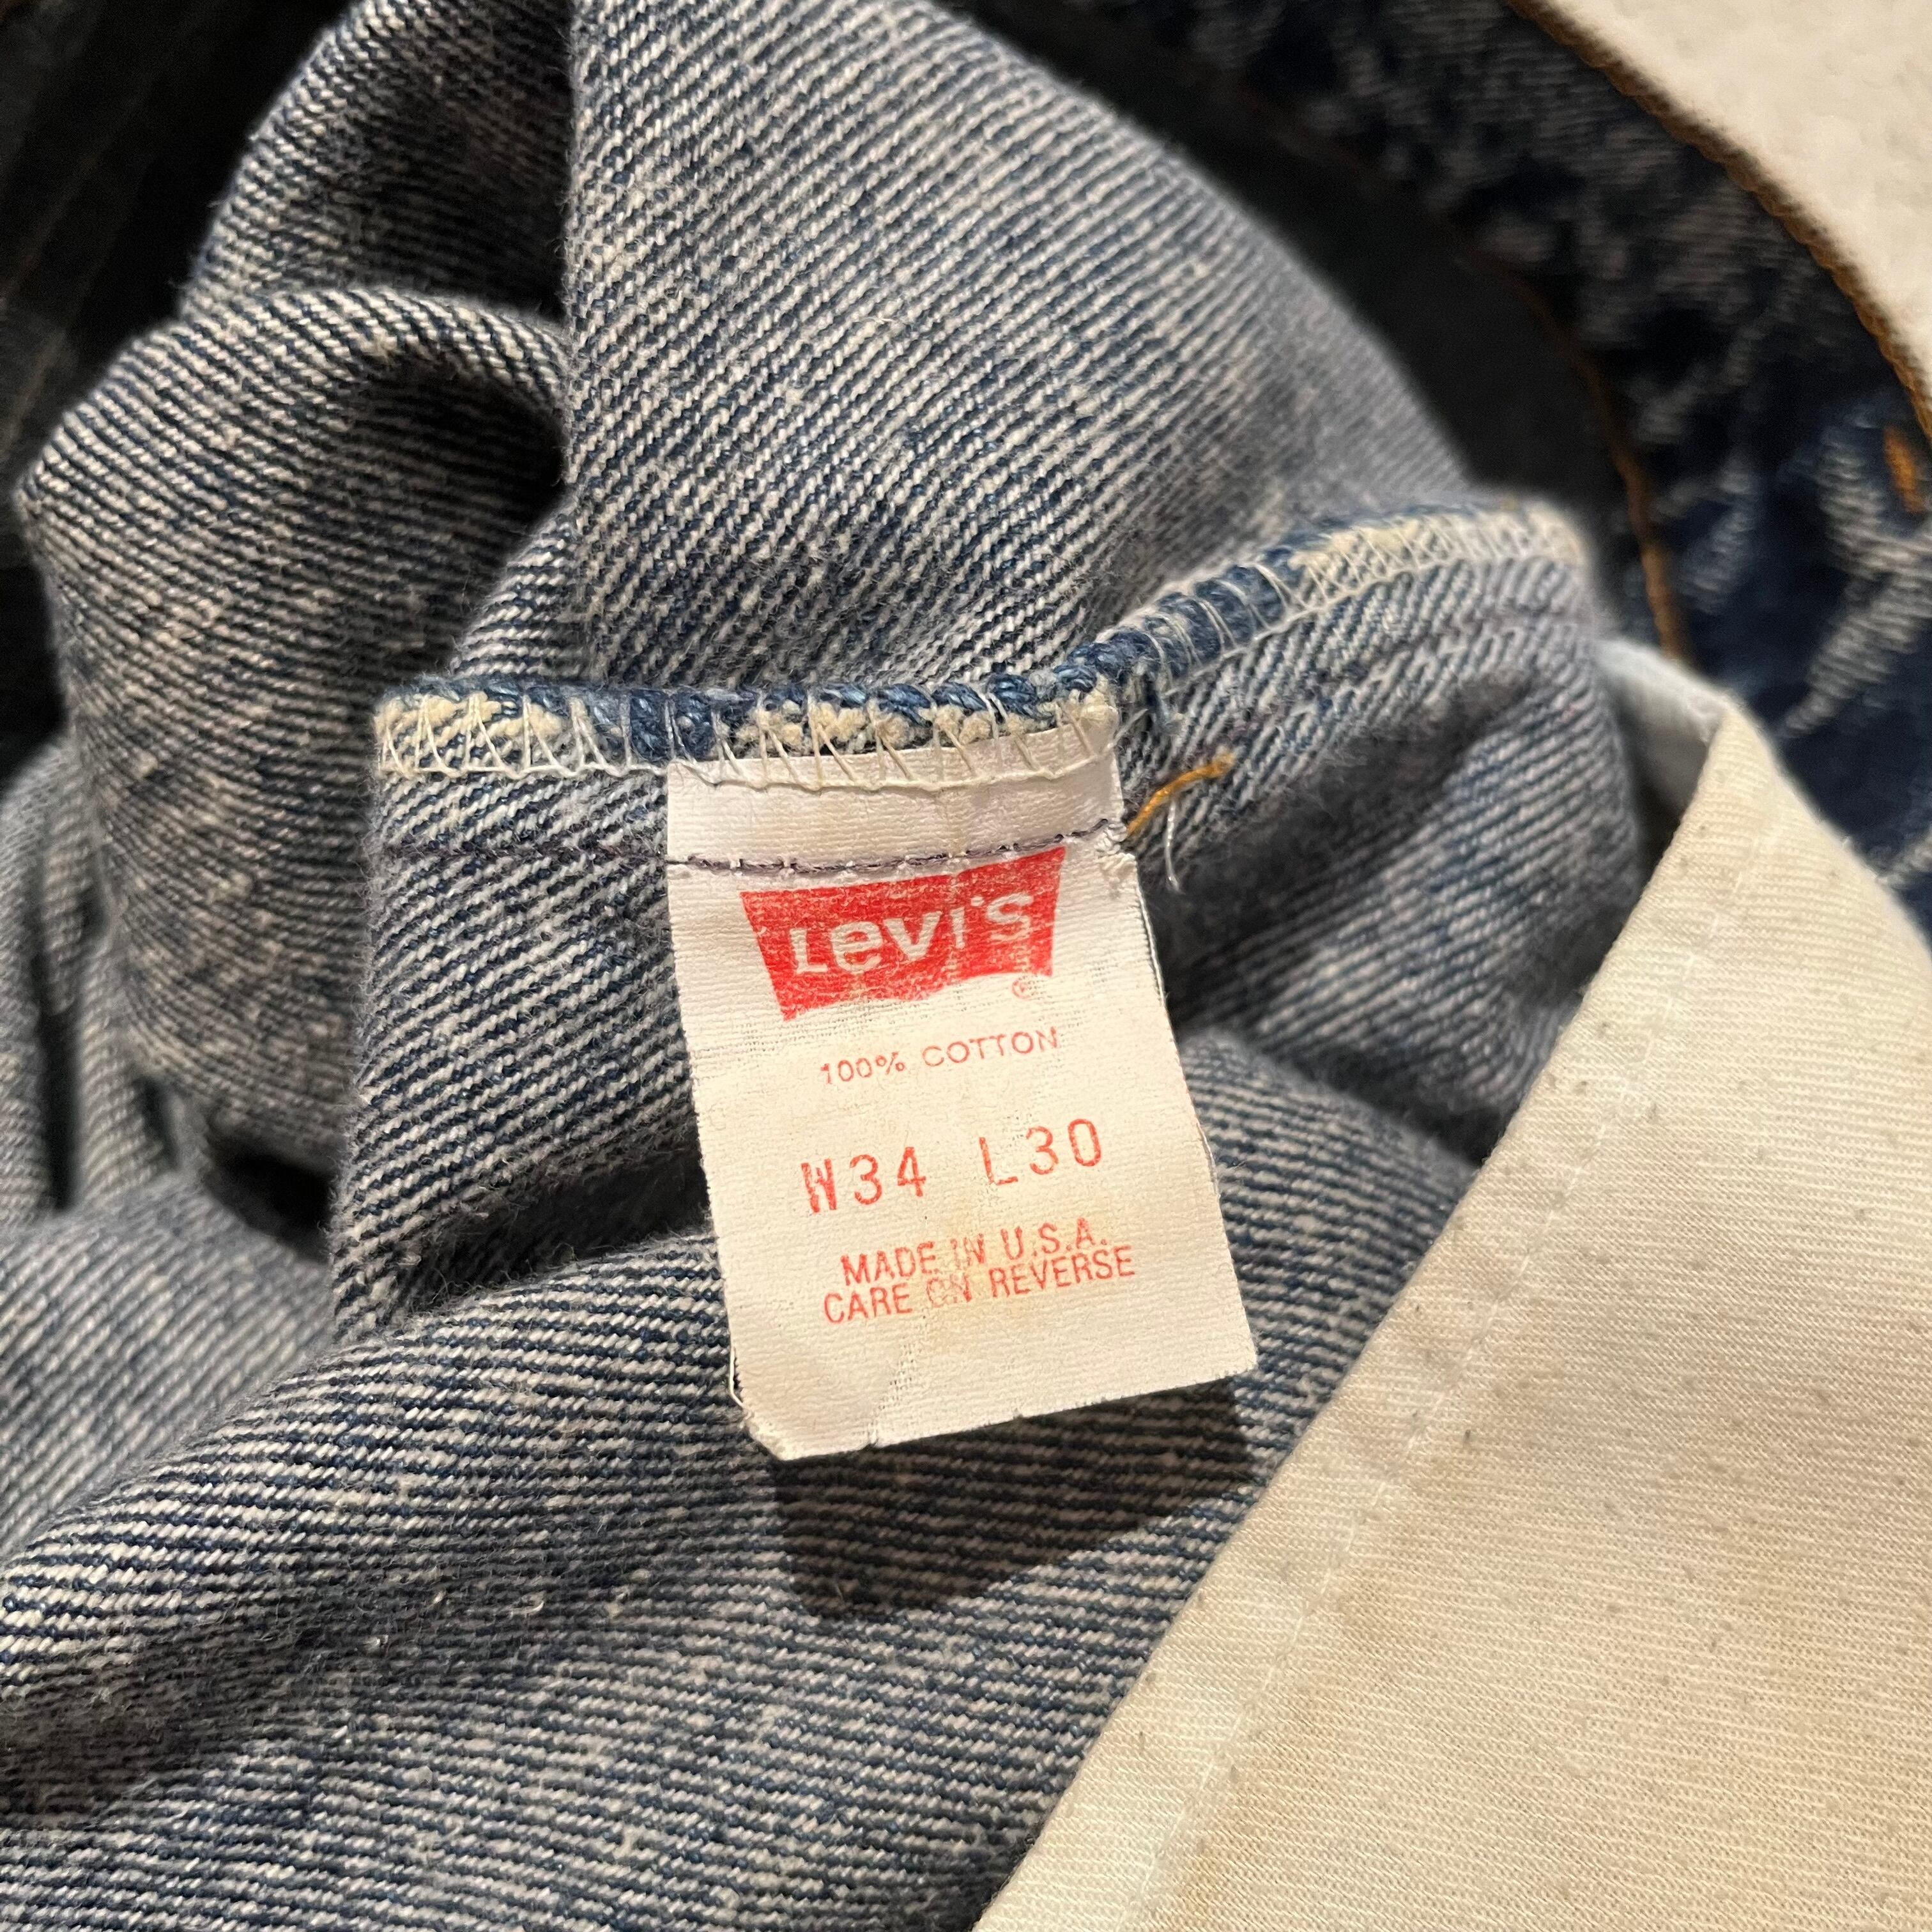 Levi's ®
100% COTTON
W34 L30
MADE IN U.S.A.
CARE ON REVERSE